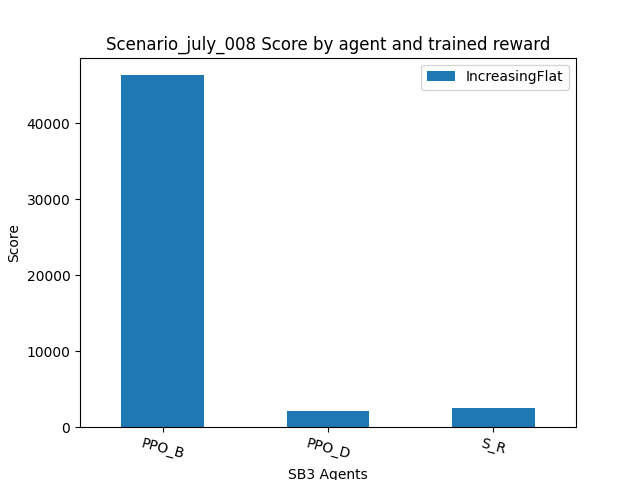 Scenario_july_008 Score by agent and trained reward
IncreasingFlat
40000
30000
20000
10000
0
Score
PPO_B
PPO_D
S_R
SB3 Agents